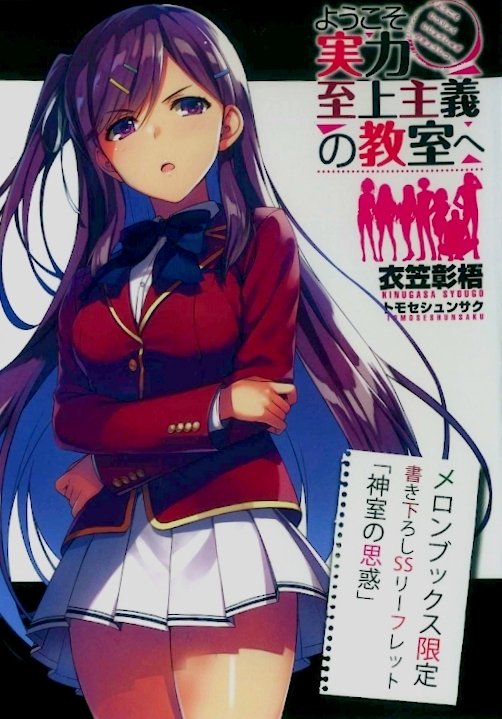 ようこそ
実力
至上主義
の教室へ
衣笠彰梧
KINUGASA SYOUGO
トモセシュンサク
TOMOSESHUNSAKU
メロンブックス限定
書き下ろしSSリーフレット
「神室の思惑」